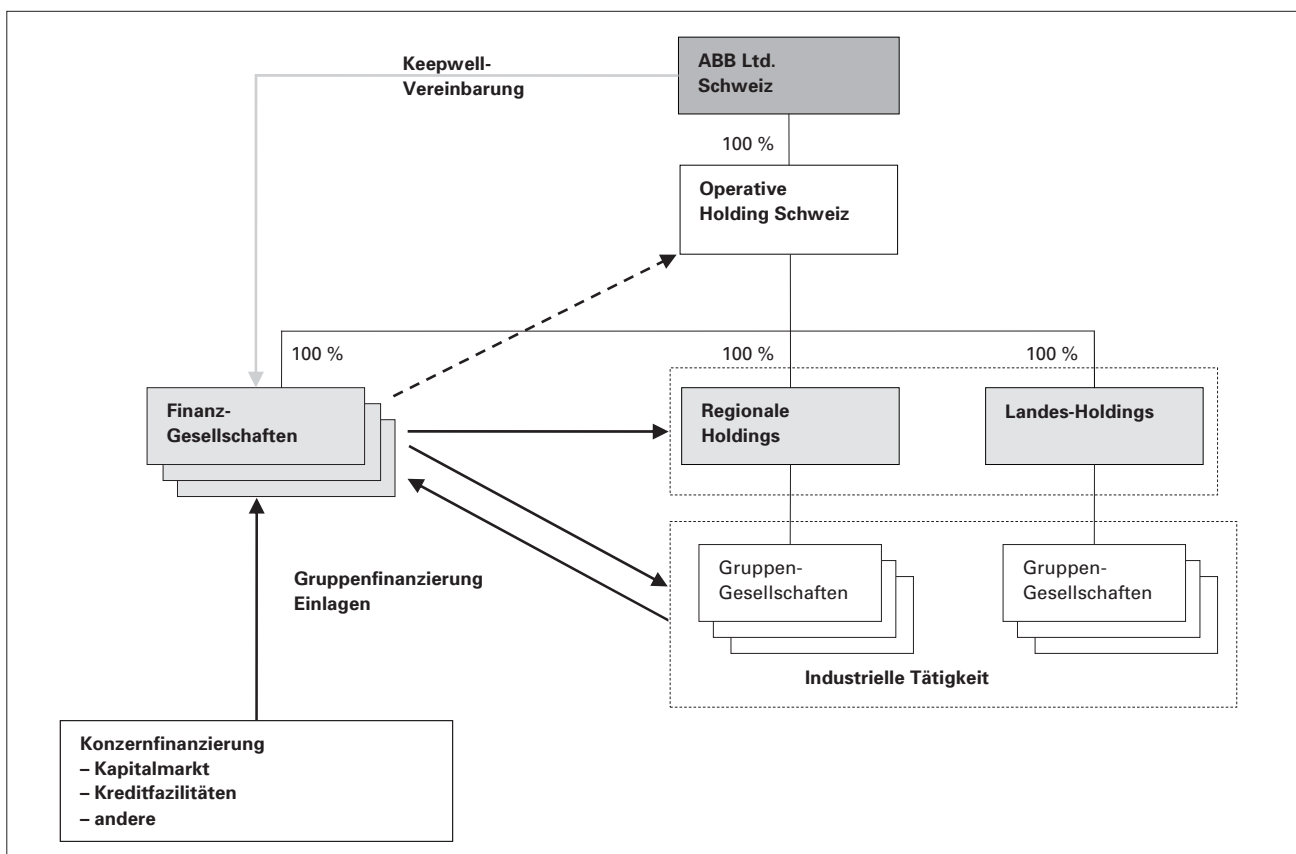 Keepwell-
Vereinbarung
ABB Ltd.
Schweiz
100 %
Operative
Holding Schweiz
100 %
100 %
100 %
Finanz-
Gesellschaften
Regionale
Holdings
Landes-Holdings
Gruppenfinanzierung
Einlagen
Gruppen-
Gesellschaften
Gruppen-
Gesellschaften
Industrielle Tätigkeit
Konzernfinanzierung
– Kapitalmarkt
– Kreditfazilitäten
– andere